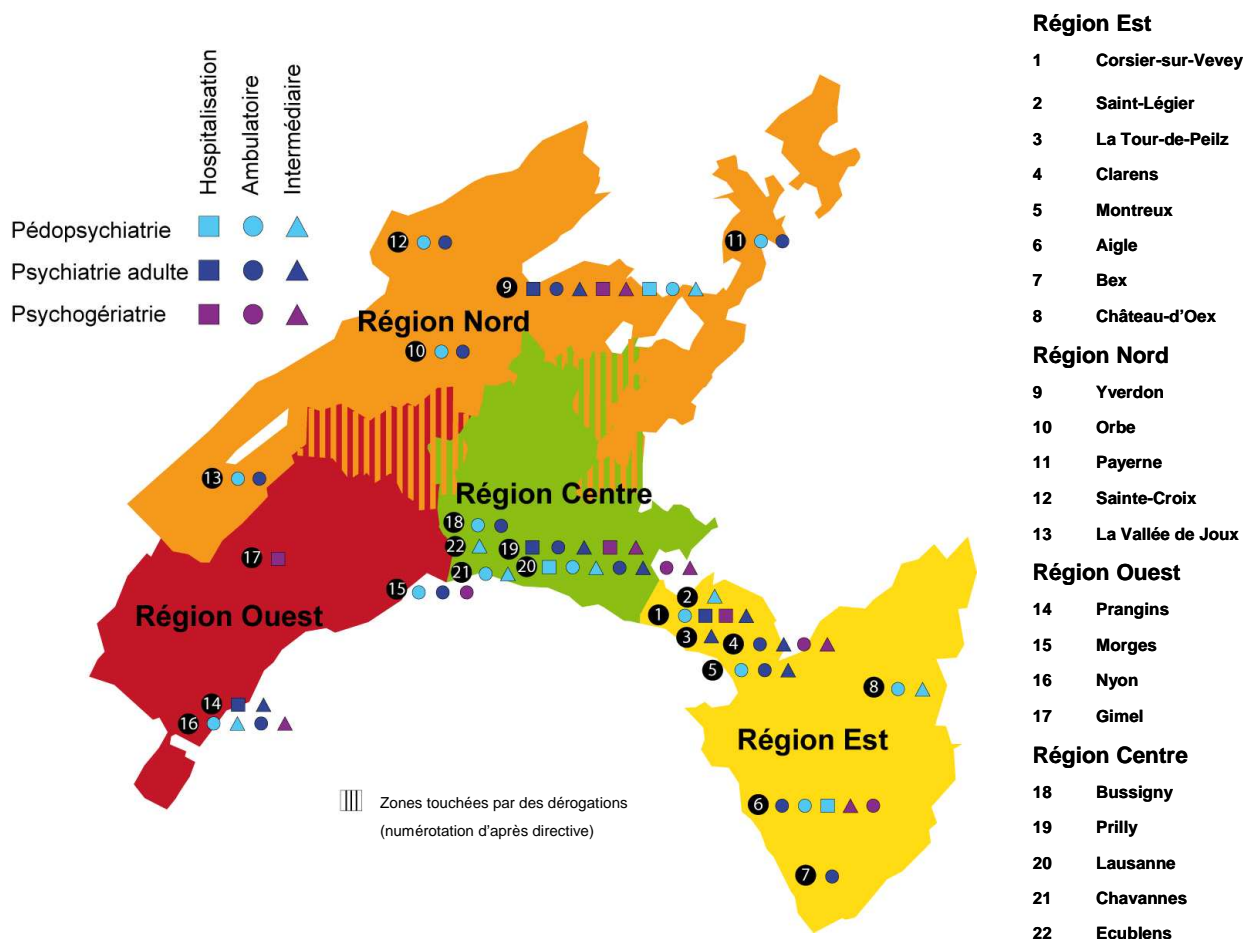 Hospitalisation
Ambulatoire
Intermédiaire
Pédopsychiatrie
Psychiatrie adulte
Psychogériatrie
12
11
9
Région Nord
10
13
Région Centre
18
22
19
17
21
20
15
2
Région Ouest
1
3
4
5
8
14
16
Région Est
6
7
Zones touchées par des dérogations
(numérotation d'après directive)
Région Est
1 Corsier-sur-Vevey
2 Saint-Légier
3 La Tour-de-Peilz
4 Clarens
5 Montreux
6 Aigle
7 Bex
8 Château-d'Oex
Région Nord
9 Yverdon
10 Orbe
11 Payerne
12 Sainte-Croix
13 La Vallée de Joux
Région Ouest
14 Prangins
15 Morges
16 Nyon
17 Gimel
Région Centre
18 Bussigny
19 Prilly
20 Lausanne
21 Chavannes
22 Ecublens